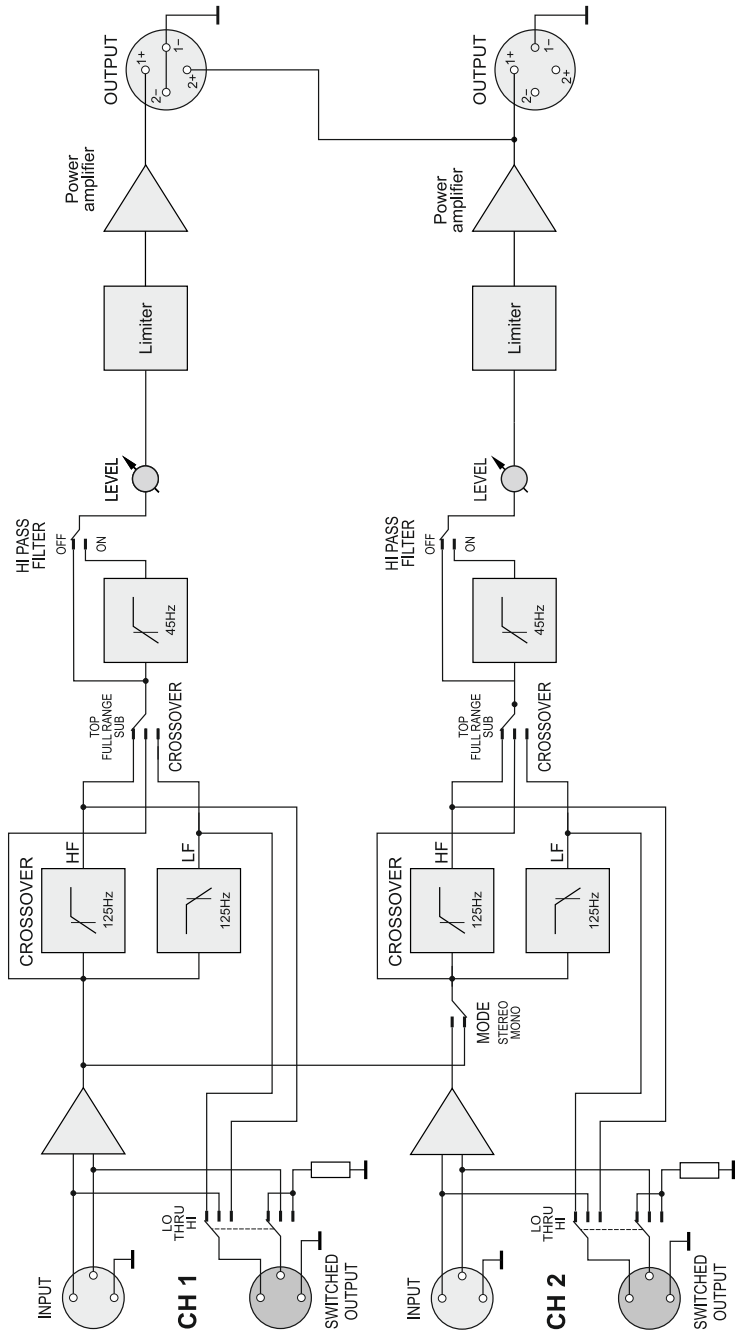 INPUT
CH 1
SWITCHED
OUTPUT
LO
THRU
HI
CROSSOVER
125Hz
HF
125Hz
LF
TOP
FULL RANGE
SUB
CROSSOVER
45Hz
HI PASS
FILTER
OFF
ON
LEVEL
Limiter
Power
amplifier
OUTPUT
1+
1−
2−
2+
INPUT
CH 2
SWITCHED
OUTPUT
LO
THRU
HI
MODE
STEREO
MONO
CROSSOVER
125Hz
HF
125Hz
LF
TOP
FULL RANGE
SUB
CROSSOVER
45Hz
HI PASS
FILTER
OFF
ON
LEVEL
Limiter
Power
amplifier
OUTPUT
1+
1−
2−
2+